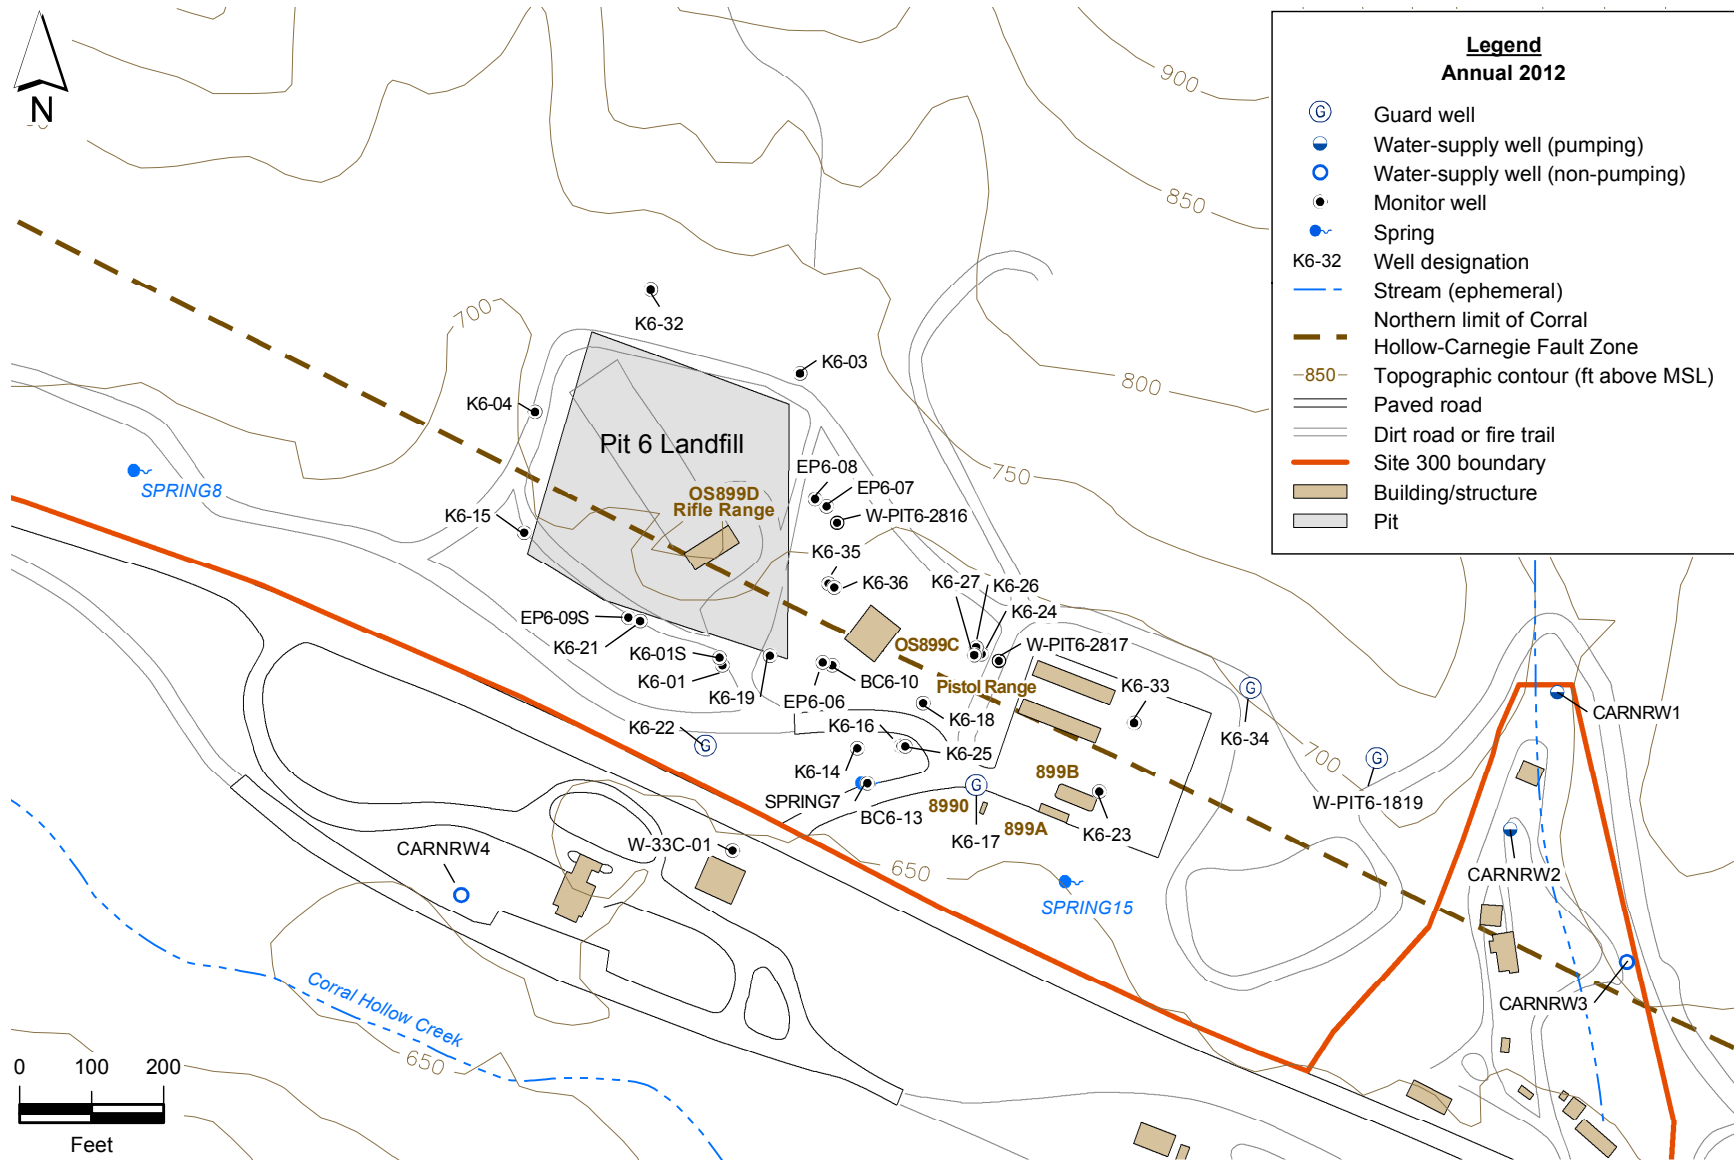 N
Legend
Annual 2012
Guard well
Water-supply well (pumping)
Water-supply well (non-pumping)
Monitor well
Spring
K6-32 Well designation
Stream (ephemeral)
Northern limit of Corral
Hollow-Carnegie Fault Zone
850 Topographic contour (ft above MSL)
Paved road
Dirt road or fire trail
Site 300 boundary
Building/structure
Pit
G
900
850
800
750
700
700
650
650
K6-32
K6-03
K6-04
Pit 6 Landfill
EP6-08
EP6-07
SPRING8
OS899D
Rifle Range
W-PIT6-2816
K6-15
K6-35
K6-36
K6-27
K6-26
K6-24
EP6-09S
K6-21
K6-01S
K6-01
K6-19
OS899C
W-PIT6-2817
BC6-10
EP6-06
Pistol Range
K6-33
K6-18
K6-16
K6-22
G
K6-25
K6-14
G
K6-34
CARNRW1
G
W-PIT6-1819
899B
SPRING7
BC6-13
8990
G
899A
K6-17
K6-23
W-33C-01
CARNRW4
CARNRW2
SPRING15
CARNRW3
Corral Hollow Creek
0 100 200
Feet